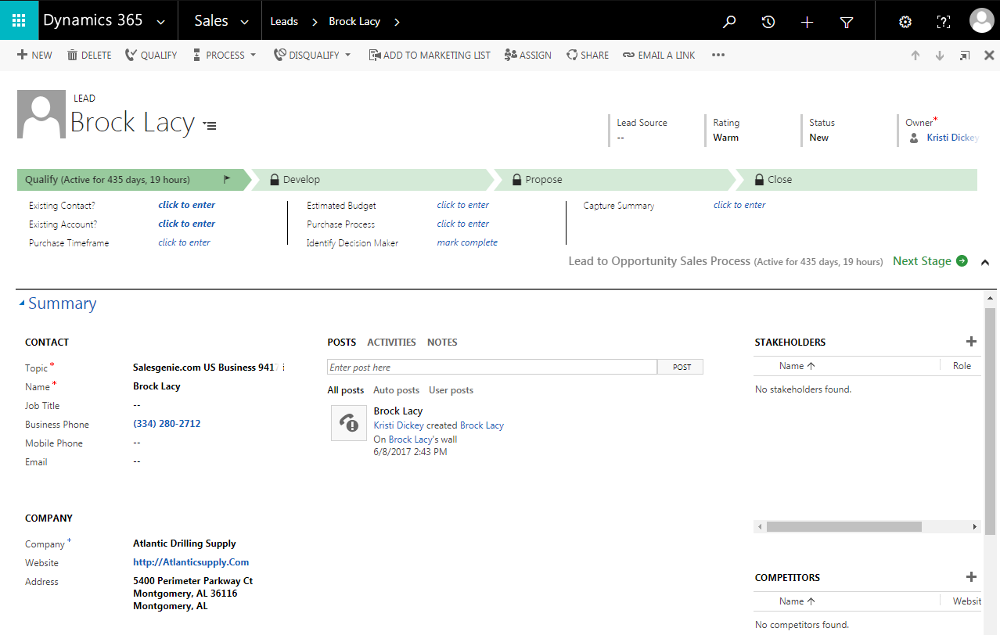 Dynamics 365 Sales Leads > Brock Lacy >
NEW DELETE QUALIFY PROCESS DISQUALIFY ADD TO MARKETING LIST ASSIGN SHARE EMAIL A LINK •••
LEAD
Brock Lacy
Lead Source
--
Rating
Warm
Status
New
Owner*
Kristi Dickey
Qualify (Active for 435 days, 19 hours)
Develop
Propose
Close
Existing Contact? click to enter
Existing Account? click to enter
Purchase Timeframe click to enter
Estimated Budget click to enter
Purchase Process click to enter
Identify Decision Maker mark complete
Capture Summary click to enter
Lead to Opportunity Sales Process (Active for 435 days, 19 hours) Next Stage
Summary
CONTACT
Topic* Salesgenie.com US Business 9417
Name* Brock Lacy
Job Title --
Business Phone (334) 280-2712
Mobile Phone --
Email --
COMPANY
Company+ Atlantic Drilling Supply
Website http://Atlanticsupply.Com
Address 5400 Perimeter Parkway Ct
Montgomery, AL 36116
Montgomery, AL
POSTS ACTIVITIES NOTES
Enter post here POST
All posts Auto posts User posts
Brock Lacy
Kristi Dickey created Brock Lacy
On Brock Lacy's wall
6/8/2017 2:43 PM
STAKEHOLDERS
Name ↑ Role
No stakeholders found.
COMPETITORS
Name ↑ Websit
No competitors found.